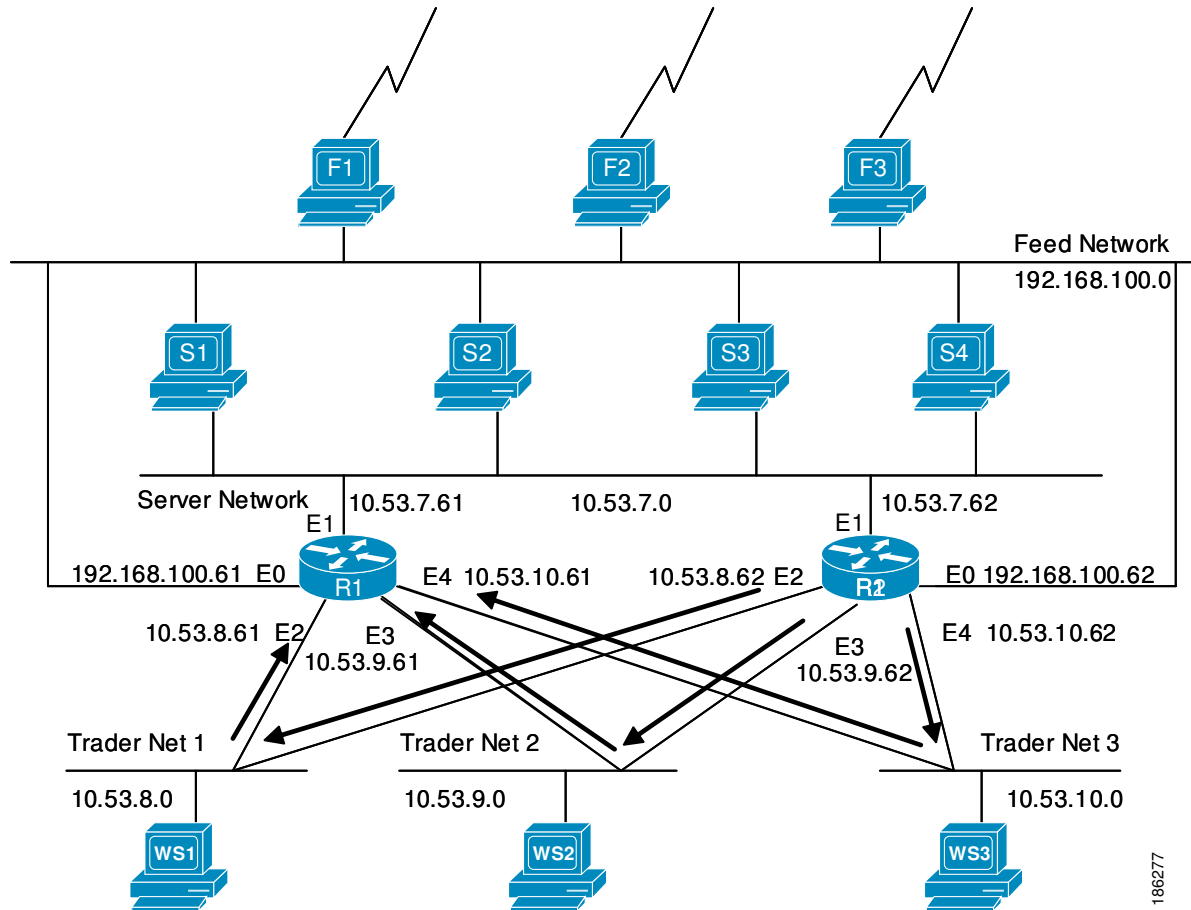 F1
F2
F3
Feed Network
192.168.100.0
S1
S2
S3
S4
Server Network
10.53.7.61
10.53.7.0
10.53.7.62
E1
E1
192.168.100.61 E0
R1
E4 10.53.10.61
10.53.8.62 E2
E0 192.168.100.62
10.53.8.61 E2
E3
10.53.9.61
E3
10.53.9.62
E4 10.53.10.62
Trader Net 1
Trader Net 2
Trader Net 3
10.53.8.0
10.53.9.0
10.53.10.0
WS1
WS2
WS3
186277